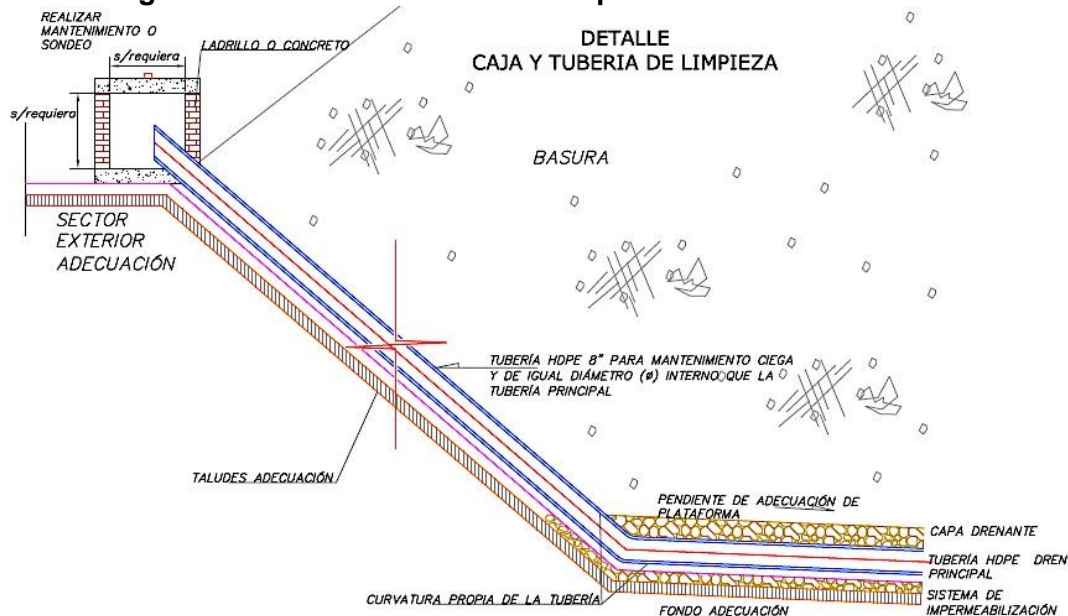 REALIZAR
MANTENIMIENTO O
SONDEO
s/requiera
LADRILLO O CONCRETO
DETALLE
CAJA Y TUBERIA DE LIMPIEZA
s/requiera
BASURA
SECTOR
EXTERIOR
ADECUACIÓN
TUBERÍA HDPE 8" PARA MANTENIMIENTO CIEGA
Y DE IGUAL DIÁMETRO (ø) INTERNO QUE LA
TUBERÍA PRINCIPAL
TALUDES ADECUACIÓN
PENDIENTE DE ADECUACIÓN DE
PLATAFORMA
CAPA DRENANTE
TUBERÍA HDPE DREN
PRINCIPAL
CURVATURA PROPIA DE LA TUBERÍA
FONDO ADECUACIÓN
SISTEMA DE
IMPERMEABILIZACIÓN